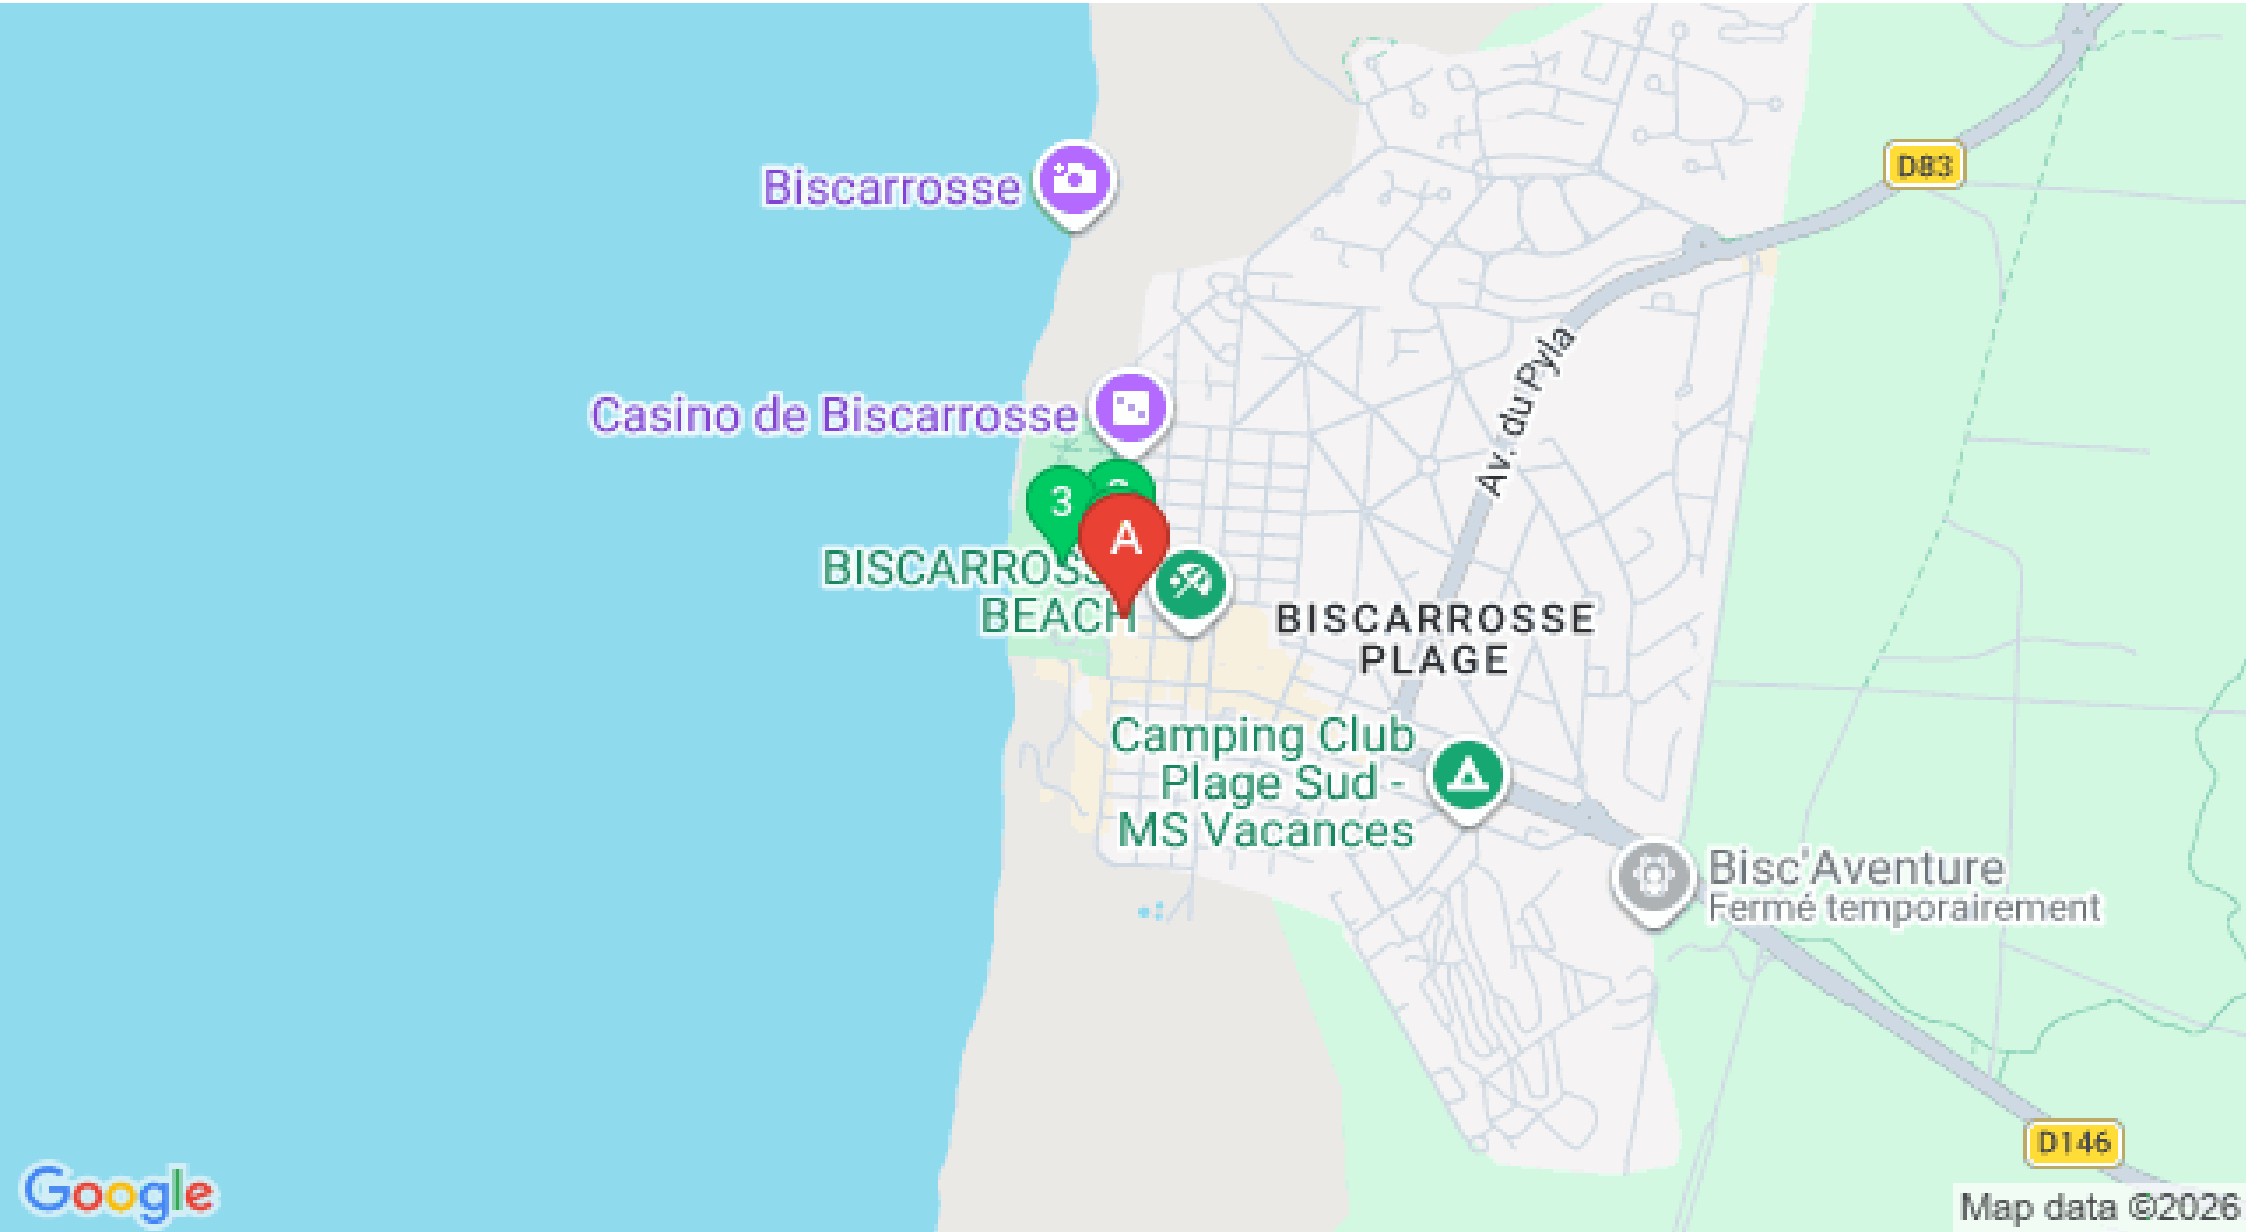 Biscarrosse
D83
Av. du Pyla
Casino de Biscarrosse
3
A
BISCARROSSE
BEACH
BISCARROSSE
PLAGE
Camping Club
Plage Sud -
MS Vacances
Bisc'Aventure
Fermé temporairement
D146
Google
Map data ©2026